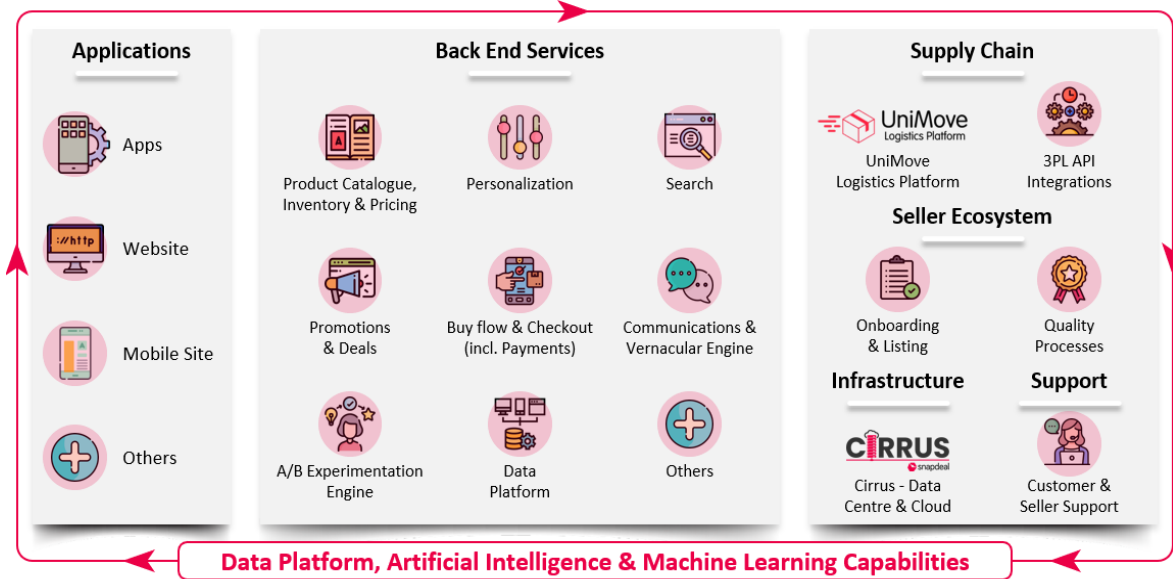 Applications
Apps
://http
Website
Mobile Site
Others
Back End Services
A
Product Catalogue,
Inventory & Pricing
Personalization
Search
Promotions
& Deals
Buy flow & Checkout
(incl. Payments)
Communications &
Vernacular Engine
A/B Experimentation
Engine
Data
Platform
Others
Supply Chain
UniMove
Logistics Platform
UniMove
Logistics Platform
3PL API
Integrations
Seller Ecosystem
Onboarding
& Listing
Quality
Processes
Infrastructure
CIRRUS
snapdeal
Cirrus - Data
Centre & Cloud
Support
Customer &
Seller Support
Data Platform, Artificial Intelligence & Machine Learning Capabilities